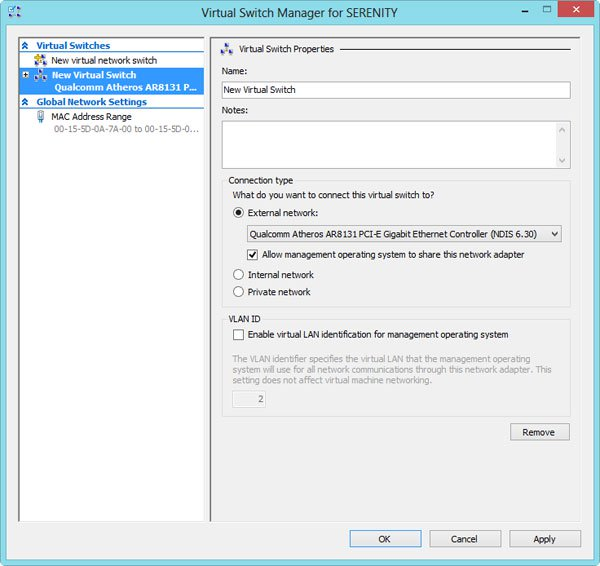 Virtual Switch Manager for SERENITY
Virtual Switches
New virtual network switch
New Virtual Switch
Qualcomm Atheros AR8131 P...
Global Network Settings
MAC Address Range
00-15-5D-0A-7A-00 to 00-15-5D-0...
Virtual Switch Properties
Name:
New Virtual Switch
Notes:
Connection type
What do you want to connect this virtual switch to?
External network:
Qualcomm Atheros AR8131 PCI-E Gigabit Ethernet Controller (NDIS 6.30)
Allow management operating system to share this network adapter
Internal network
Private network
VLAN ID
Enable virtual LAN identification for management operating system
The VLAN identifier specifies the virtual LAN that the management operating
system will use for all network communications through this network adapter. This
setting does not affect virtual machine networking.
2
Remove
OK
Cancel
Apply